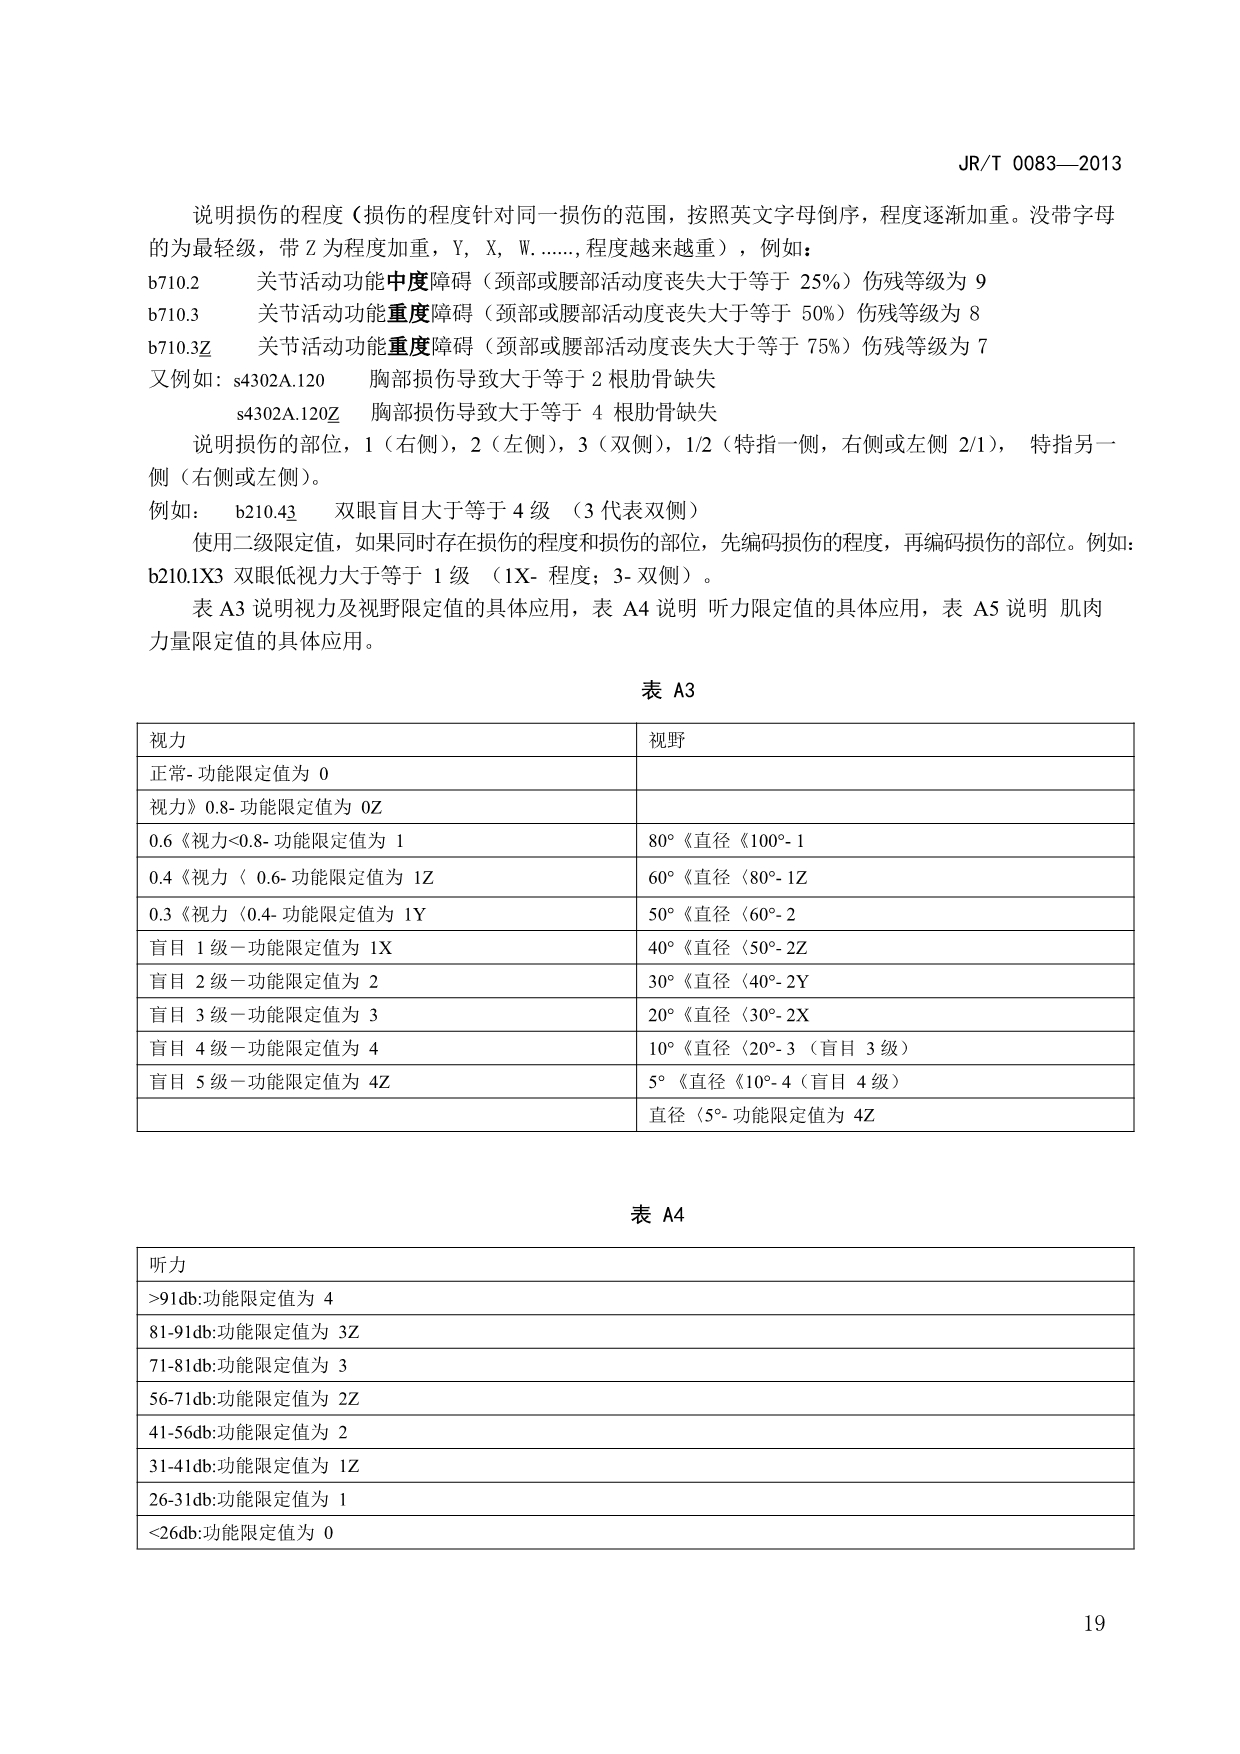 JR/T 0083—2013
说明损伤的程度（损伤的程度针对同一损伤的范围，按照英文字母倒序，程度逐渐加重。没带字母
的为最轻级，带 Z 为程度加重，Y, X, W.……,程度越来越重），例如：
b710.2 关节活动功能中度障碍（颈部或腰部活动度丧失大于等于 25%）伤残等级为 9
b710.3 关节活动功能重度障碍（颈部或腰部活动度丧失大于等于 50%）伤残等级为 8
b710.3Z 关节活动功能重度障碍（颈部或腰部活动度丧失大于等于 75%）伤残等级为 7
又例如：s4302A.120 胸部损伤导致大于等于 2 根肋骨缺失
s4302A.120Z 胸部损伤导致大于等于 4 根肋骨缺失
说明损伤的部位，1（右侧），2（左侧），3（双侧），1/2（特指一侧，右侧或左侧 2/1）， 特指另一
侧（右侧或左侧）。
例如： b210.43 双眼盲目大于等于 4 级 （3 代表双侧）
使用二级限定值，如果同时存在损伤的程度和损伤的部位，先编码损伤的程度，再编码损伤的部位。例如：
b210.1X3 双眼低视力大于等于 1 级 （1X- 程度；3- 双侧）。
表 A3 说明视力及视野限定值的具体应用，表 A4 说明 听力限定值的具体应用，表 A5 说明 肌肉
力量限定值的具体应用。
表 A3
视力 视野
正常- 功能限定值为 0
视力》0.8- 功能限定值为 0Z
0.6《视力<0.8- 功能限定值为 1 80°《直径《100°- 1
0.4《视力〈 0.6- 功能限定值为 1Z 60°《直径〈80°- 1Z
0.3《视力〈0.4- 功能限定值为 1Y 50°《直径〈60°- 2
盲目 1 级－功能限定值为 1X 40°《直径〈50°- 2Z
盲目 2 级－功能限定值为 2 30°《直径〈40°- 2Y
盲目 3 级－功能限定值为 3 20°《直径〈30°- 2X
盲目 4 级－功能限定值为 4 10°《直径〈20°- 3 （盲目 3 级）
盲目 5 级－功能限定值为 4Z 5° 《直径《10°- 4（盲目 4 级）
直径〈5°- 功能限定值为 4Z
表 A4
听力
>91db:功能限定值为 4
81-91db:功能限定值为 3Z
71-81db:功能限定值为 3
56-71db:功能限定值为 2Z
41-56db:功能限定值为 2
31-41db:功能限定值为 1Z
26-31db:功能限定值为 1
<26db:功能限定值为 0
19